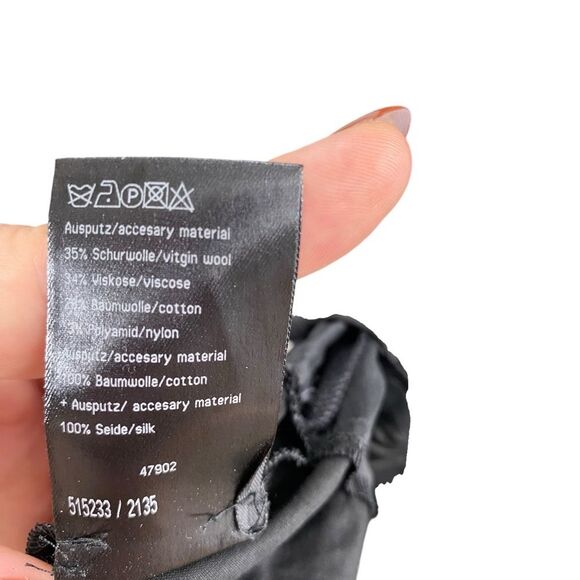 P
Ausputz/accesary material
35% Schurwolle/vitgin wool
34% Viskose/viscose
Baumwolle/cotton
3% Polyamid/nylon
Ausputz/accesary material
100% Baumwolle/cotton
+ Ausputz/ accesary material
100% Seide/silk
47902
515233 / 2135